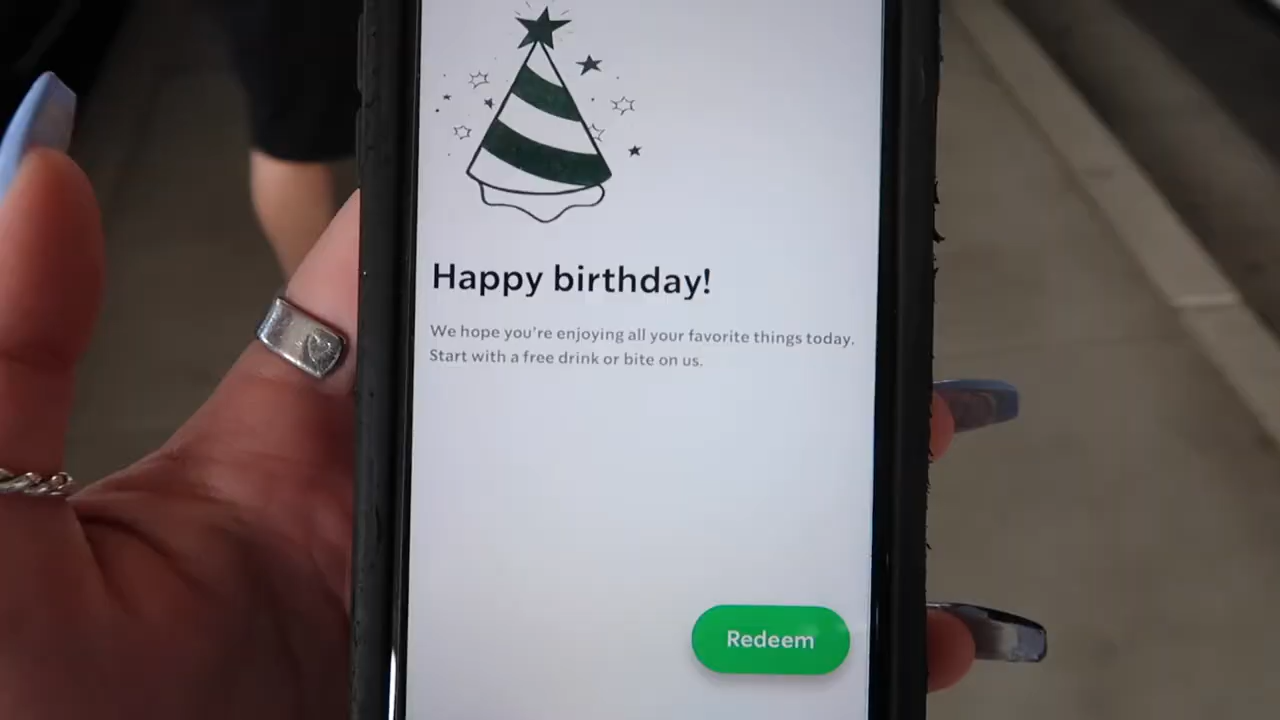 Happy birthday!
We hope you're enjoying all your favorite things today.
Start with a free drink or bite on us.
Redeem